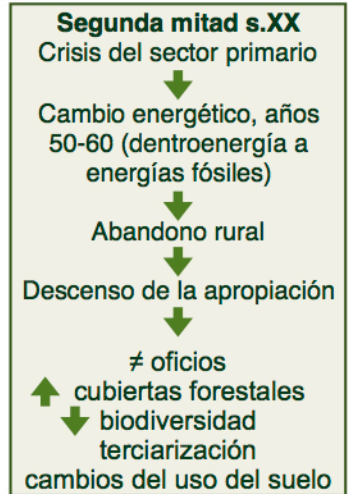 Segunda mitad s.XX
Crisis del sector primario
Cambio energético, años
50-60 (dentroenergía a
energías fósiles)
Abandono rural
Descenso de la apropiación
≠ oficios
cubiertas forestales
biodiversidad
terciarización
cambios del uso del suelo